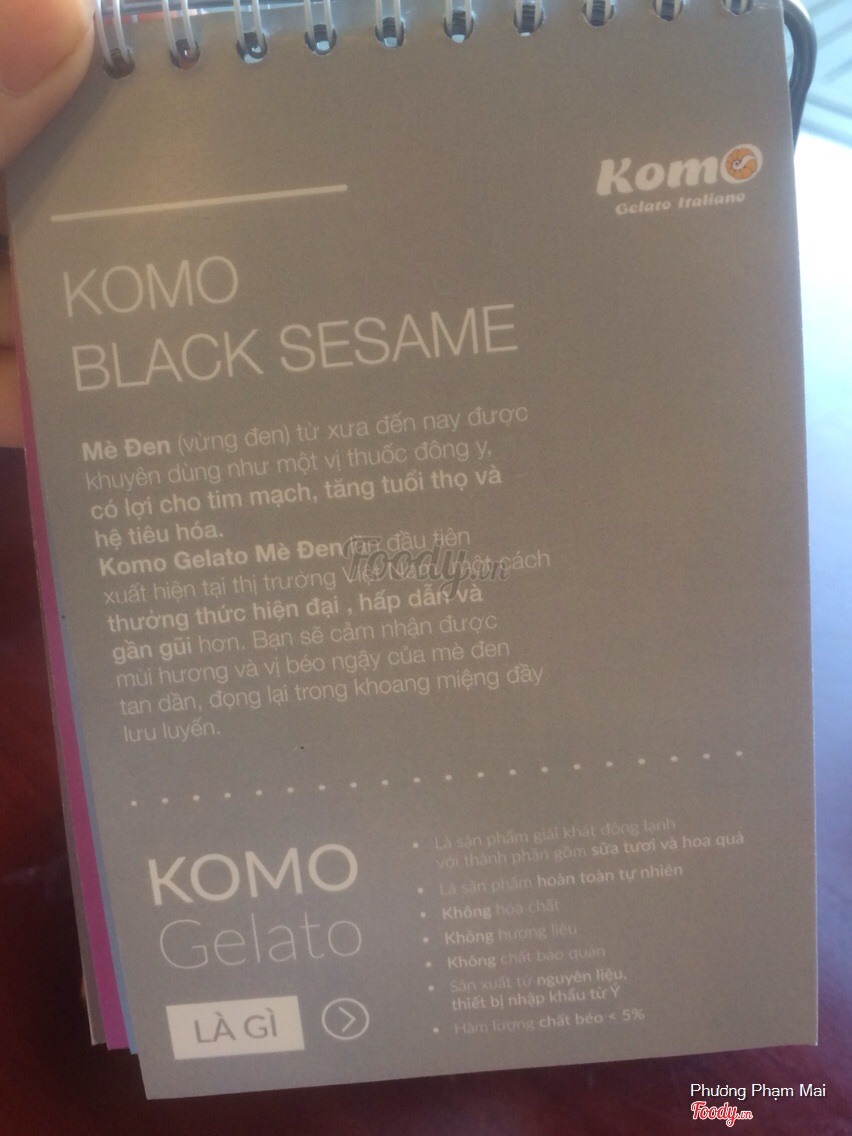 Komo
Gelato Italiano
KOMO
BLACK SESAME
Mè Đen (vừng đen) từ xưa đến nay được
khuyên dùng như một vị thuốc đông y,
có lợi cho tim mạch, tăng tuổi thọ và
hệ tiêu hóa.
Komo Gelato Mè Đen lần đầu tiên
xuất hiện tại thị trường Việt Nam, một cách
thưởng thức hiện đại , hấp dẫn và
gần gũi hơn. Bạn sẽ cảm nhận được
mùi hương và vị béo ngậy của mè đen
tan dần, đọng lại trong khoang miệng đầy
lưu luyến.
Foody.vn
KOMO
Gelato
LÀ GÌ
• Là sản phẩm giải khát đông lạnh
với thành phần gồm sữa tươi và hoa quả
• Là sản phẩm hoàn toàn tự nhiên
• Không hóa chất
• Không hương liệu
• Không chất bảo quản
• Sản xuất từ nguyên liệu,
thiết bị nhập khẩu từ Ý
• Hàm lượng chất béo < 5%
Phương Phạm Mai
Foody.vn